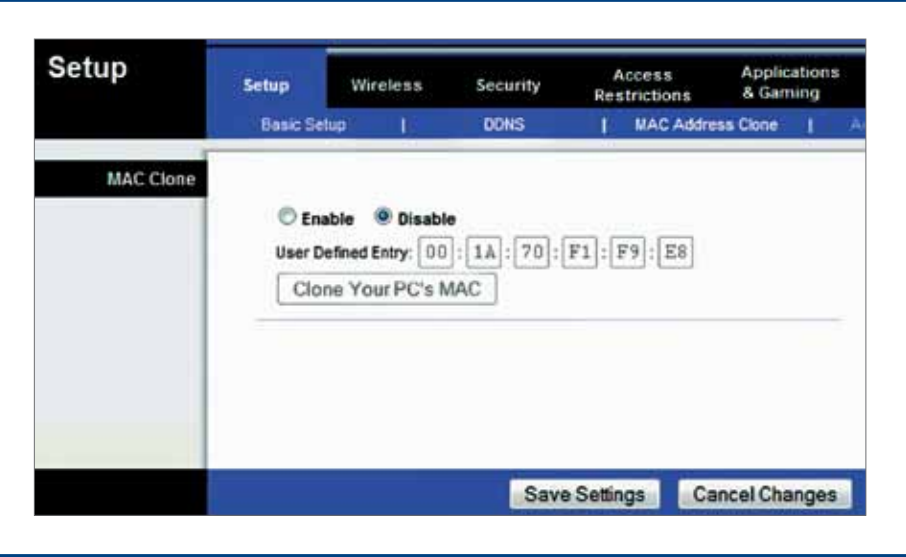 Setup
Setup
Wireless
Security
Access Restrictions
Applications & Gaming
Basic Setup | DDNS | MAC Address Clone |
MAC Clone
Enable Disable
User Defined Entry: 00 : 1A : 70 : F1 : F9 : E8
Clone Your PC's MAC
Save Settings Cancel Changes